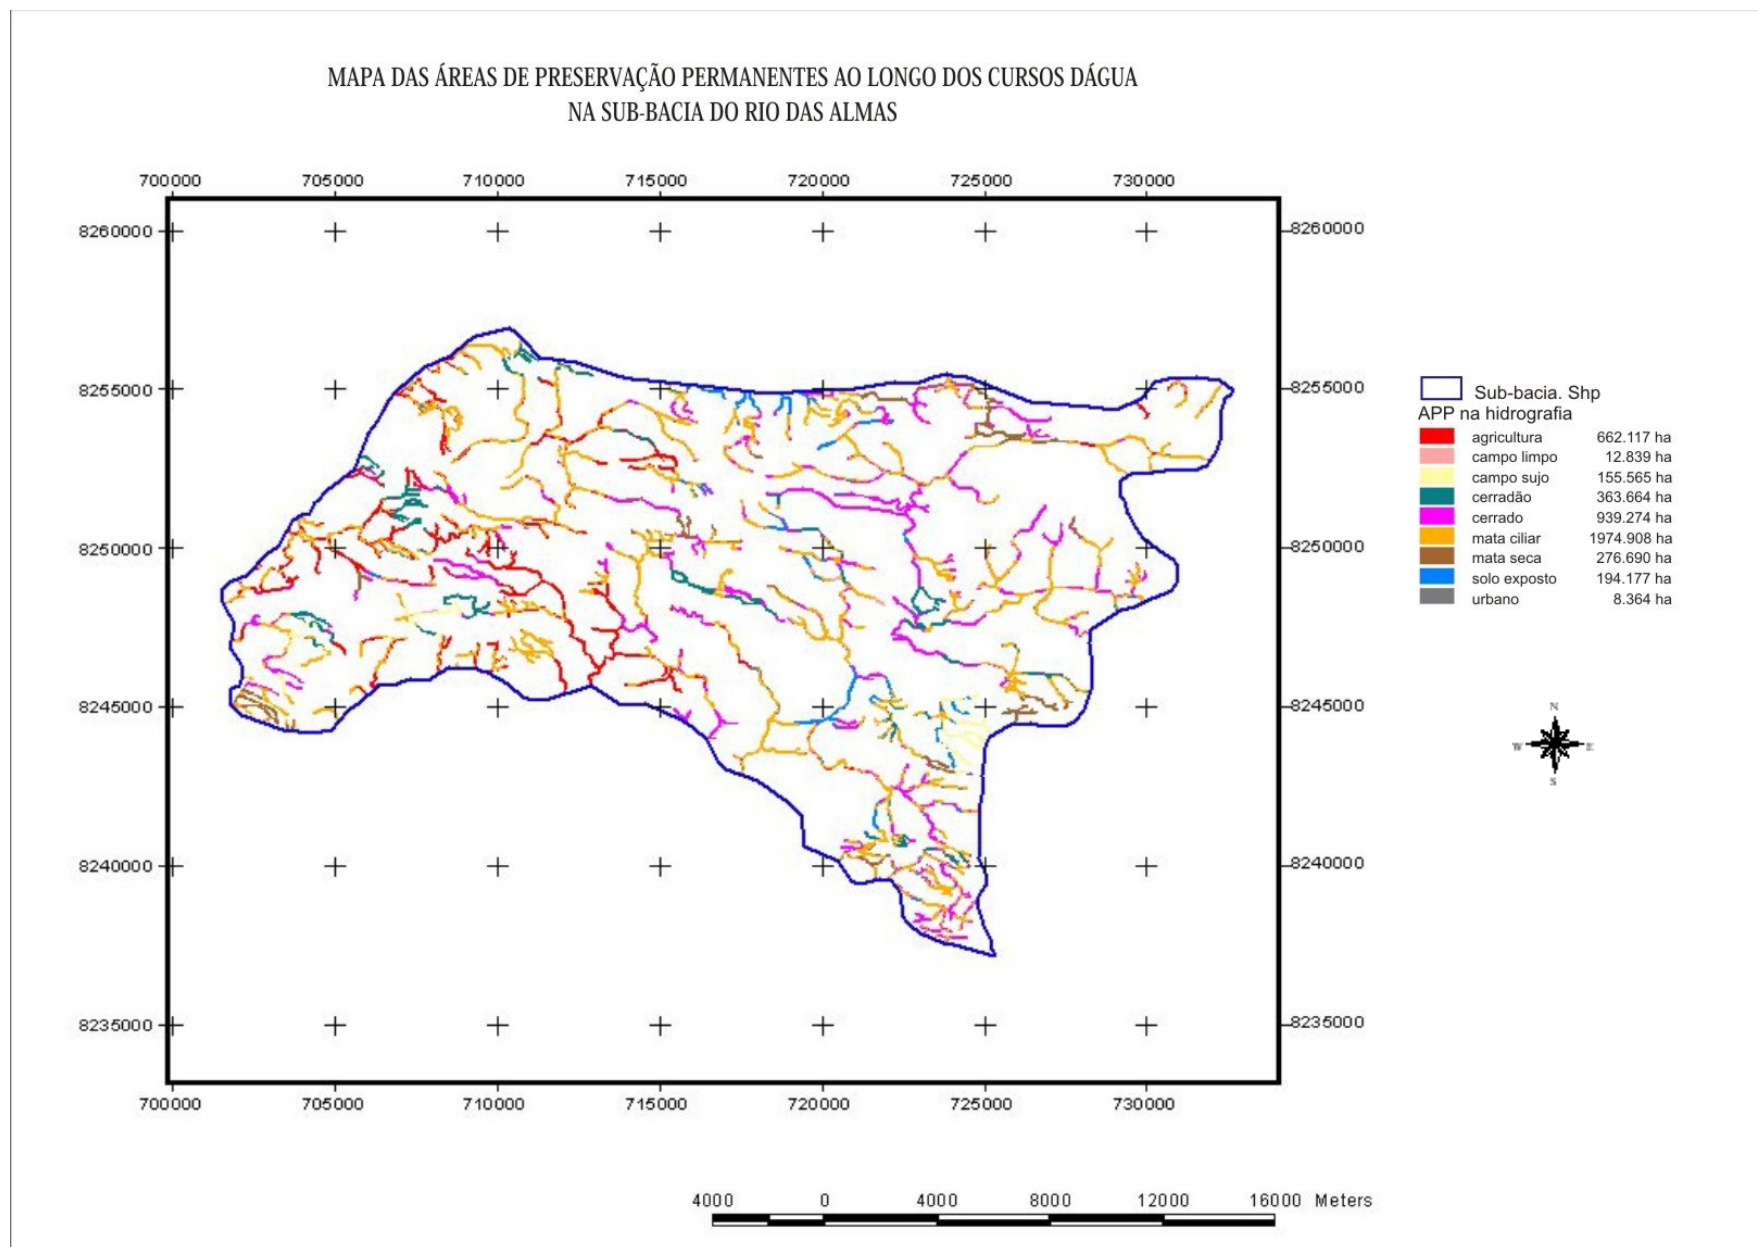 MAPA DAS ÁREAS DE PRESERVAÇÃO PERMANENTES AO LONGO DOS CURSOS DÁGUA
NA SUB-BACIA DO RIO DAS ALMAS
700000 705000 710000 715000 720000 725000 730000
8260000 8260000
8255000 8255000
8250000 8250000
8245000 8245000
8240000 8240000
8235000 8235000
700000 705000 710000 715000 720000 725000 730000
Sub-bacia. Shp
APP na hidrografia
agricultura 662.117 ha
campo limpo 12.839 ha
campo sujo 155.565 ha
cerradão 363.664 ha
cerrado 939.274 ha
mata ciliar 1974.908 ha
mata seca 276.690 ha
solo exposto 194.177 ha
urbano 8.364 ha
N
W E
S
4000 0 4000 8000 12000 16000 Meters